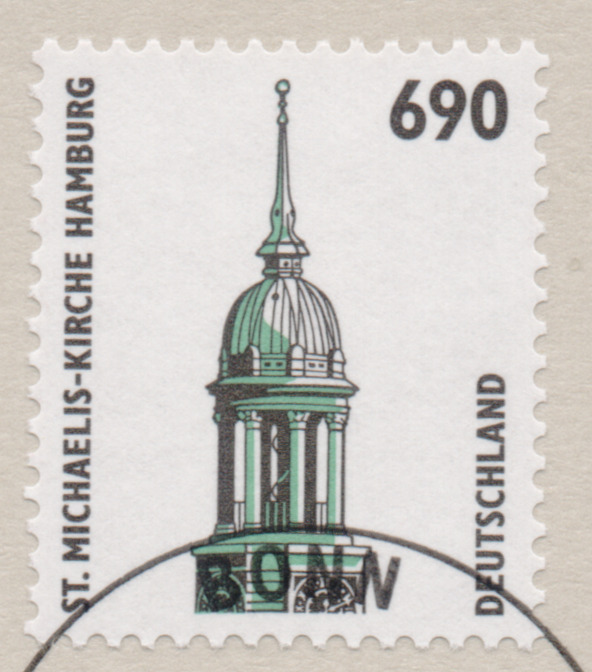 ST. MICHAELIS-KIRCHE HAMBURG
690
DEUTSCHLAND
BONN